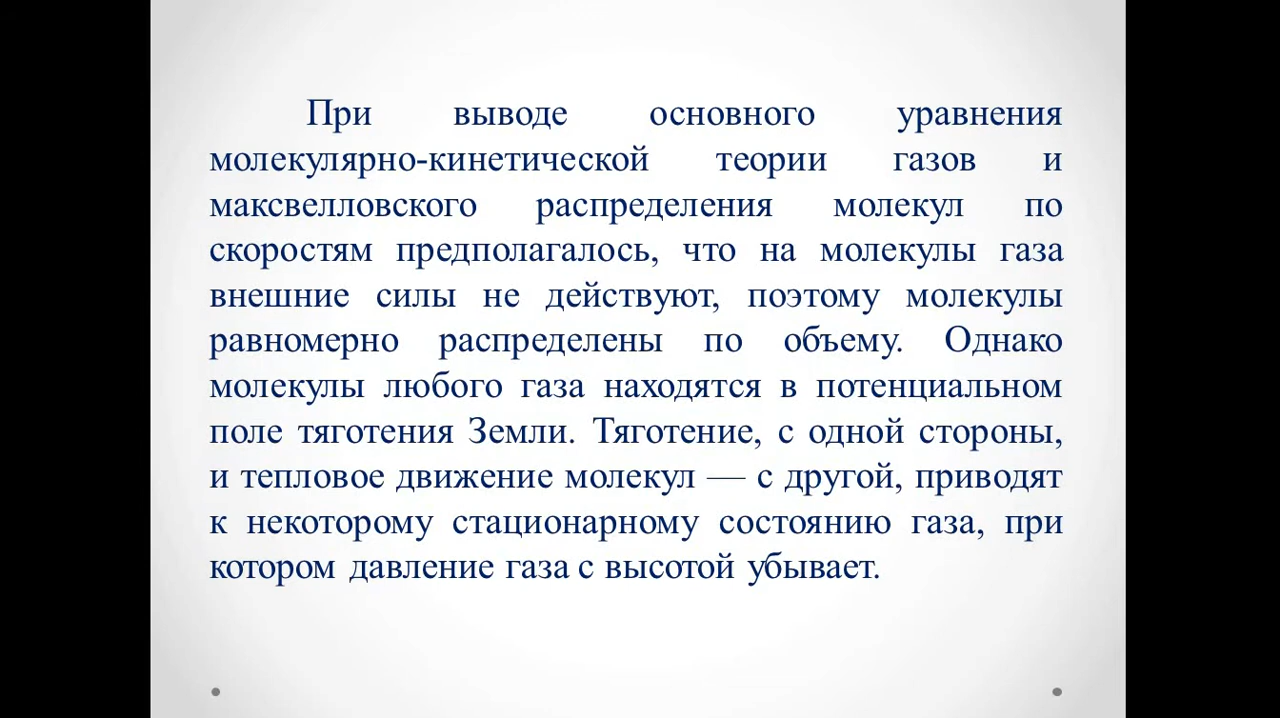 При выводе основного уравнения
молекулярно-кинетической теории газов и
максвелловского распределения молекул по
скоростям предполагалось, что на молекулы газа
внешние силы не действуют, поэтому молекулы
равномерно распределены по объему. Однако
молекулы любого газа находятся в потенциальном
поле тяготения Земли. Тяготение, с одной стороны,
и тепловое движение молекул — с другой, приводят
к некоторому стационарному состоянию газа, при
котором давление газа с высотой убывает.